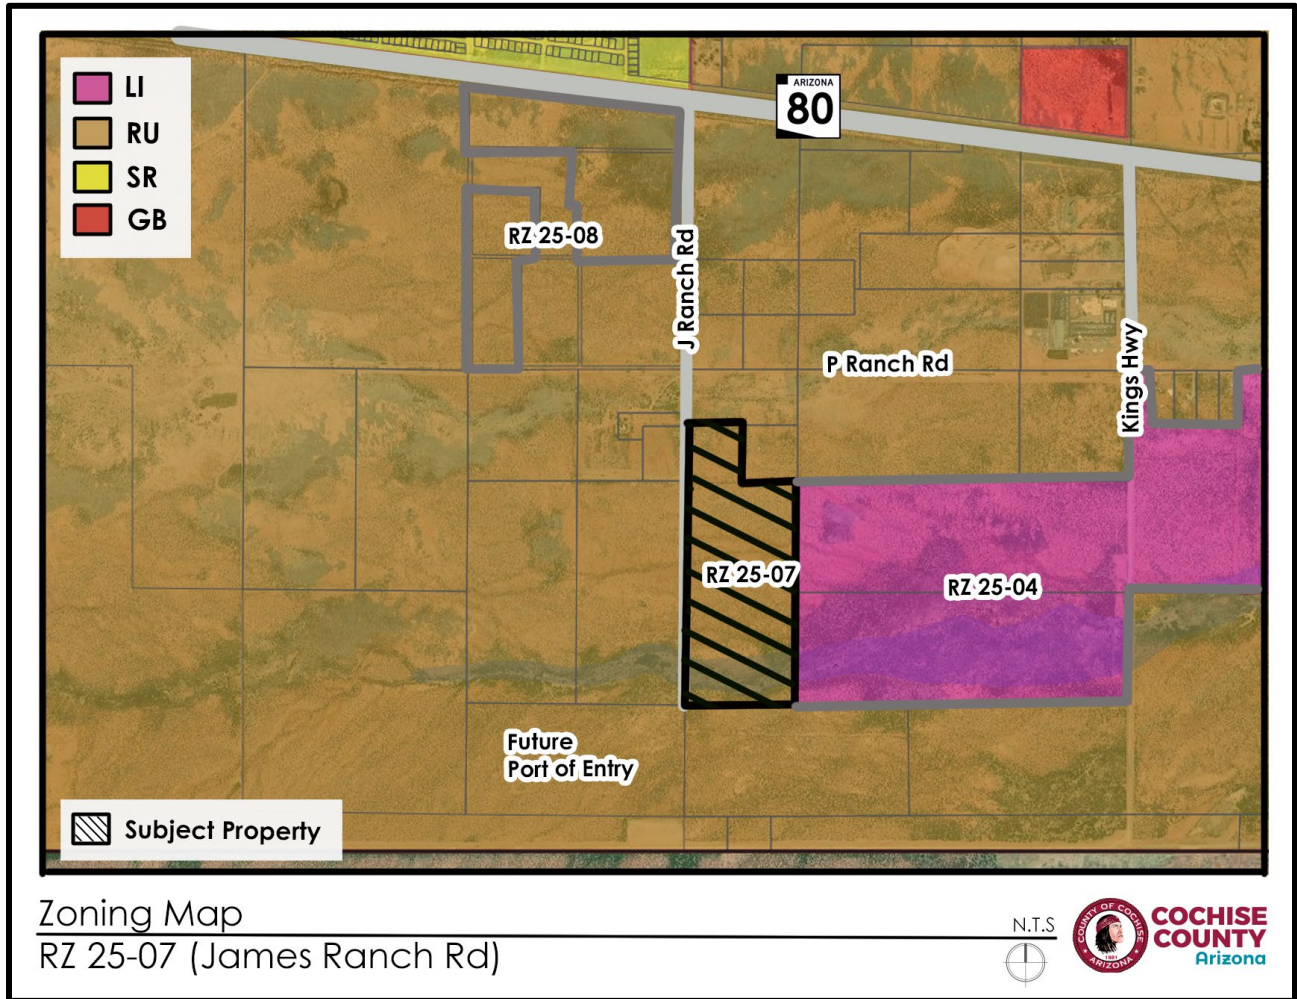 LI
RU
SR
GB
ARIZONA
80
RZ 25-08
J Ranch Rd
P Ranch Rd
Kings Hwy
RZ 25-07
RZ 25-04
Future
Port of Entry
Subject Property
Zoning Map
RZ 25-07 (James Ranch Rd)
N.T.S
COUNTY OF COCHISE
1881
ARIZONA
COCHISE
COUNTY
Arizona